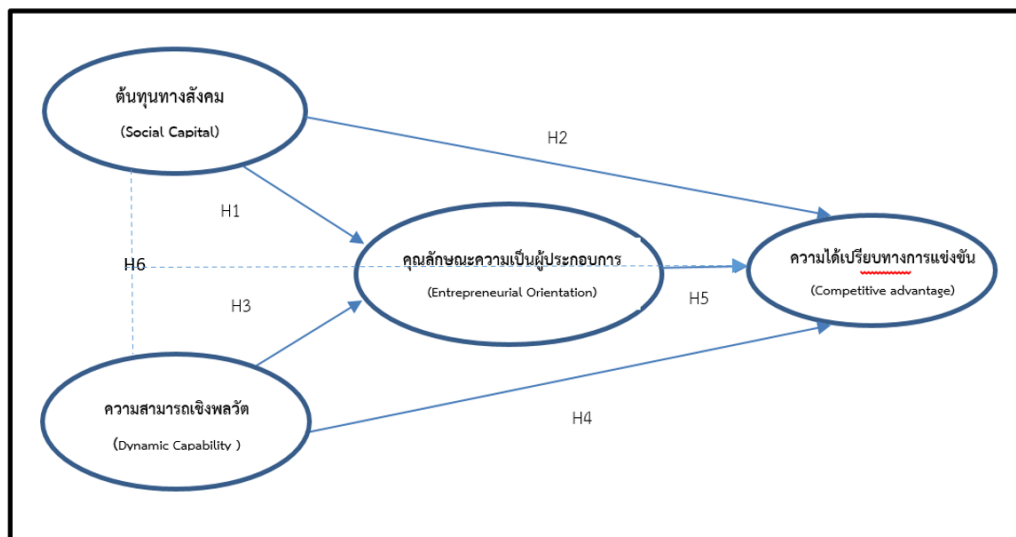 ต้นทุนทางสังคม
(Social Capital)
H2
H1
H6
คุณลักษณะความเป็นผู้ประกอบการ
(Entrepreneurial Orientation)
ความได้เปรียบทางการแข่งขัน
(Competitive advantage)
H3
H5
ความสามารถเชิงพลวัต
(Dynamic Capability )
H4